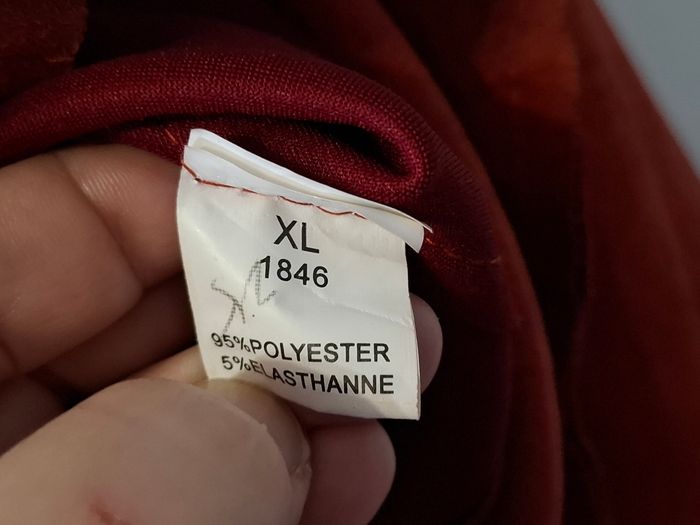 XL
1846
95%POLYESTER
5%ELASTHANNE